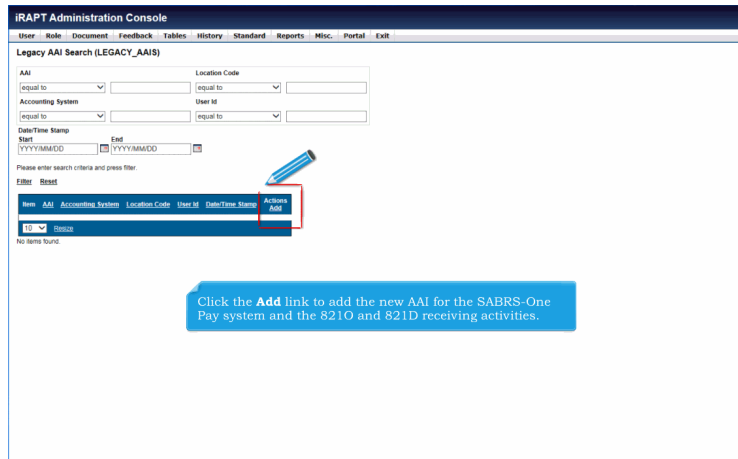 iRAPT Administration Console
User Role Document Feedback Tables History Standard Reports Misc. Portal Exit
Legacy AAI Search (LEGACY_AAIS)
AAI Location Code
equal to equal to
Accounting System User Id
equal to equal to
Date/Time Stamp
Start End
YYYY/MM/DD YYYY/MM/DD
Please enter search criteria and press filter.
Filter Reset
Item AAI Accounting System Location Code User Id Date/Time Stamp Actions
Add
10 Resize
No items found.
Click the Add link to add the new AAI for the SABRS-One
Pay system and the 821O and 821D receiving activities.